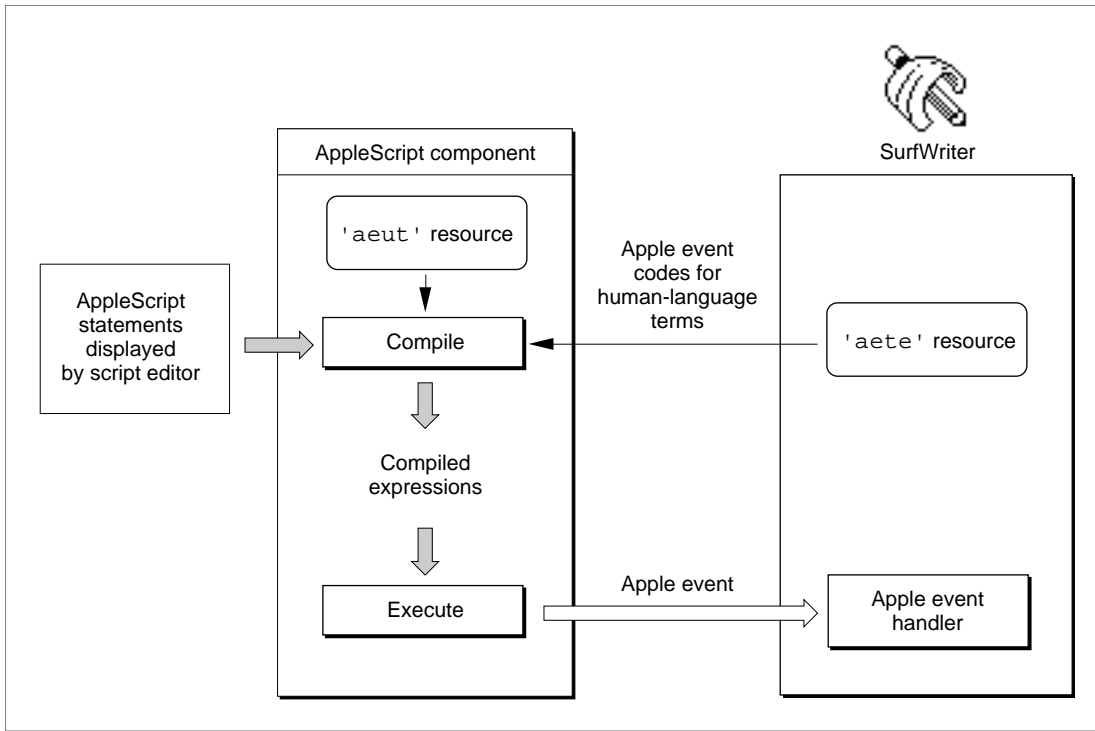 SurfWriter
AppleScript component
'aeut' resource
AppleScript
statements
displayed
by script editor
Compile
Apple event
codes for
human-language
terms
'aete' resource
Compiled
expressions
Execute
Apple event
Apple event
handler